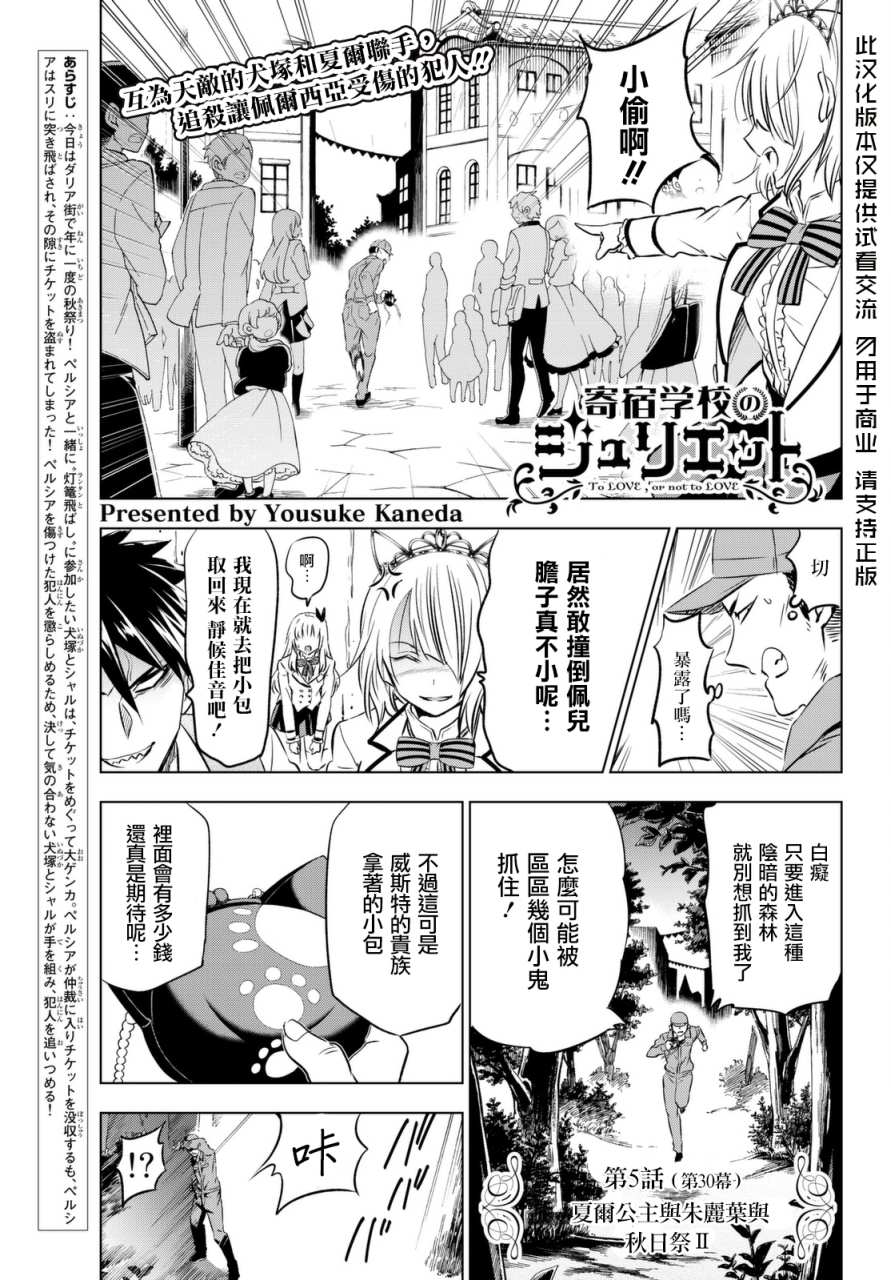 此汉化版本仅提供试看交流 勿用于商业 请支持正版
小偷啊!!
互為天敵的犬塚和夏爾聯手，
追殺讓佩爾西亞受傷的犯人!!
寄宿学校の
ジュリエット
To LOVE, or not to LOVE
Presented by Yousuke Kaneda
あらすじ：今日はダリア街で年に一度の秋祭り！ ペルシアと一緒に“灯篭飛ばし”に参加したい犬塚とシャルは、チケットをめぐって大ゲンカ。ペルシアが仲裁に入りチケットを没収するも、ペルシ
アはスリに突き飛ばされ、その隙にチケットを盗まれてしまった！ ペルシアを傷つけた犯人を懲らしめるため、決して気の合わない犬塚とシャルが手を組み、犯人を追いつめる！
切
暴露了嗎…
居然敢撞倒佩兒
膽子真不小呢…
啊…
我現在就去把小包
取回來 靜候佳音吧！
白癡
只要進入這種
陰暗的森林
就別想抓到我了
怎麼可能被
區區幾個小鬼
抓住！
第5話（第30幕）
夏爾公主與朱麗葉與
秋日祭Ⅱ
不過這可是
威斯特的貴族
拿著的小包
裡面會有多少錢
還真是期待呢…
咔
!?